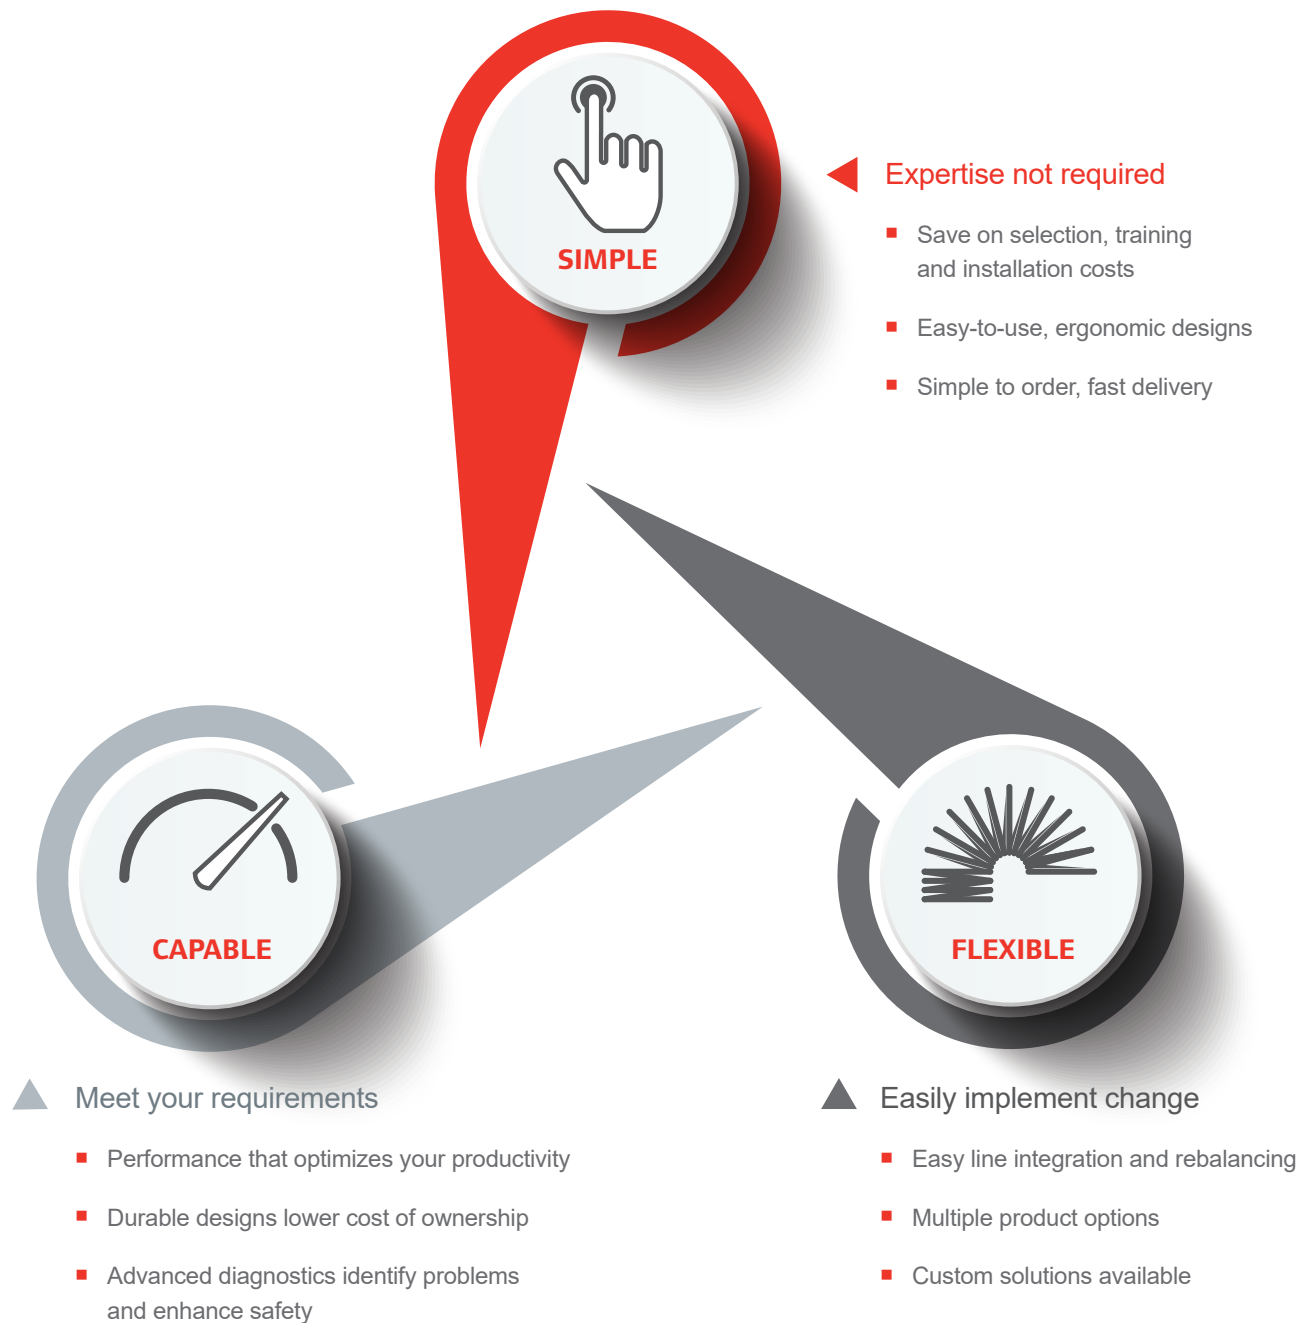 SIMPLE
Expertise not required
Save on selection, training
and installation costs
Easy-to-use, ergonomic designs
Simple to order, fast delivery
CAPABLE
Meet your requirements
Performance that optimizes your productivity
Durable designs lower cost of ownership
Advanced diagnostics identify problems
and enhance safety
FLEXIBLE
Easily implement change
Easy line integration and rebalancing
Multiple product options
Custom solutions available